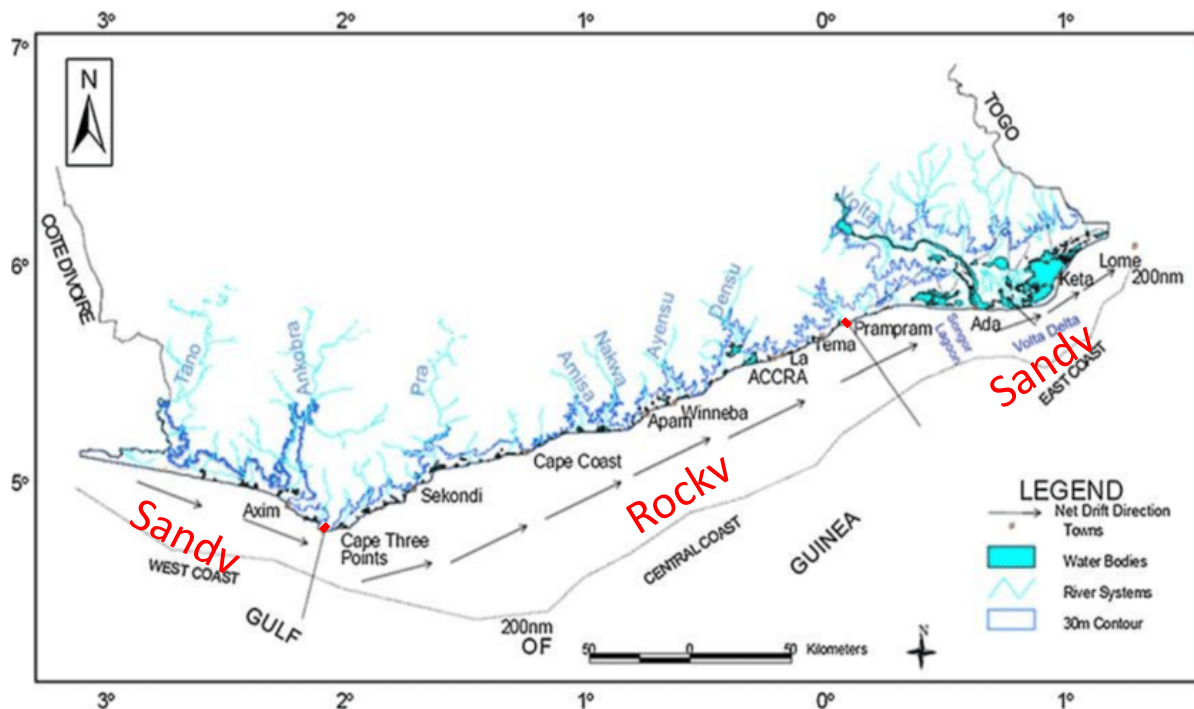 3°
2°
0°
1°
7°
N
TOGO
6°
COTE D'IVOIRE
Volta
Lome
200nm
Keta
Densu
Ada
Volta Delta
Songor
Lagoon
Prampram
Tema
La
ACCRA
Sandy
EAST COAST
Tano
Ankobra
Pra
Amisa
Nakwa
Ayensu
Winneba
Apam
Cape Coast
5°
Sekondi
Axim
Cape Three
Points
Sandy
WEST COAST
Rocky
CENTRAL COAST
GUINEA
GULF
200nm
OF
50
0
50
Kilometers
N
LEGEND
Net Drift Direction
Towns
Water Bodies
River Systems
30m Contour
3°
2°
0°
1°